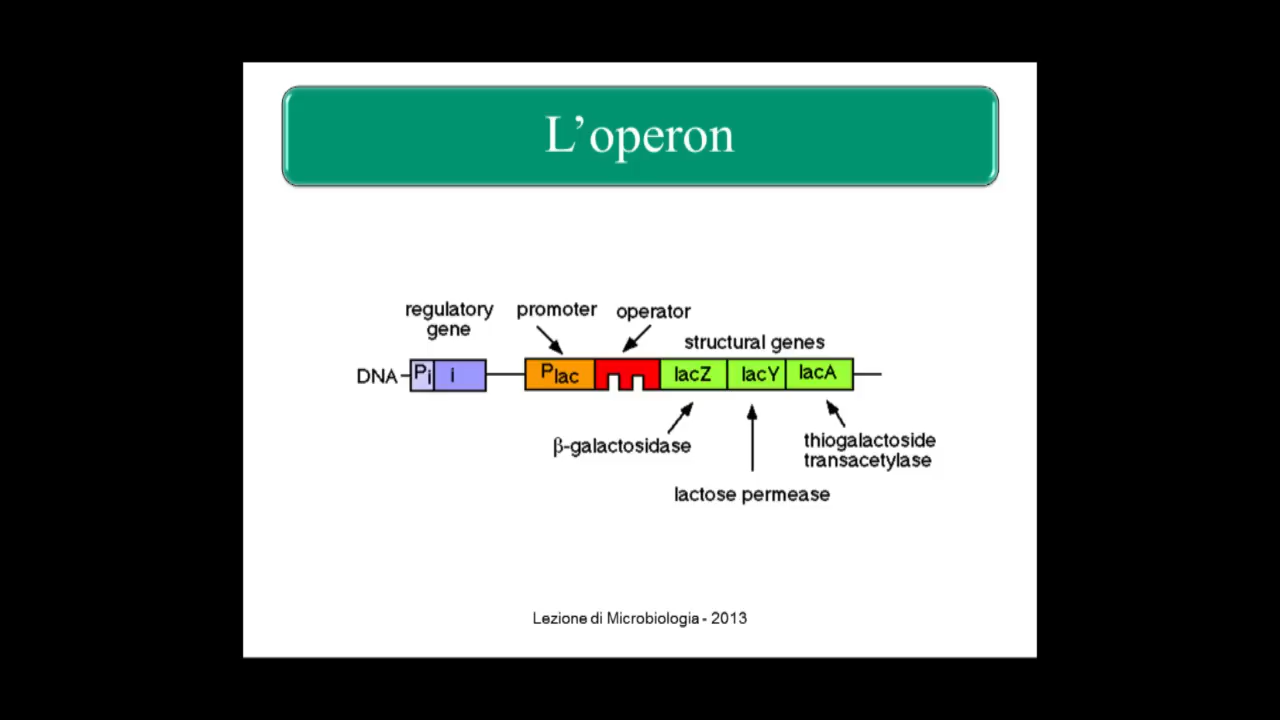 L’operon
regulatory
gene
promoter
operator
structural genes
DNA
Pi
i
Plac
lacZ
lacY
lacA
β-galactosidase
thiogalactoside
transacetylase
lactose permease
Lezione di Microbiologia - 2013